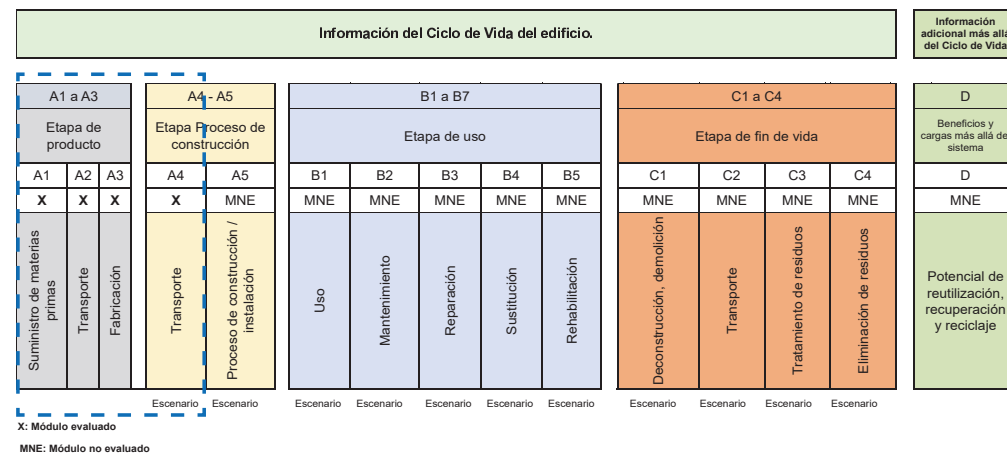 Información del Ciclo de Vida del edificio.
Información
adicional más allá
del Ciclo de Vida
A1 a A3
A4 - A5
B1 a B7
C1 a C4
D
Etapa de
producto
Etapa Proceso de
construcción
Etapa de uso
Etapa de fin de vida
Beneficios y
cargas más allá de
sistema
A1 A2 A3 A4 A5 B1 B2 B3 B4 B5 C1 C2 C3 C4 D
X X X X MNE MNE MNE MNE MNE MNE MNE MNE MNE MNE MNE
Suministro de materias
primas
Transporte
Fabricación
Transporte
Proceso de construcción /
instalación
Uso
Mantenimiento
Reparación
Sustitución
Rehabilitación
Deconstrucción, demolición
Transporte
Tratamiento de residuos
Eliminación de residuos
Potencial de
reutilización,
recuperación
y reciclaje
Escenario Escenario Escenario Escenario Escenario Escenario Escenario Escenario Escenario Escenario Escenario
X: Módulo evaluado
MNE: Módulo no evaluado